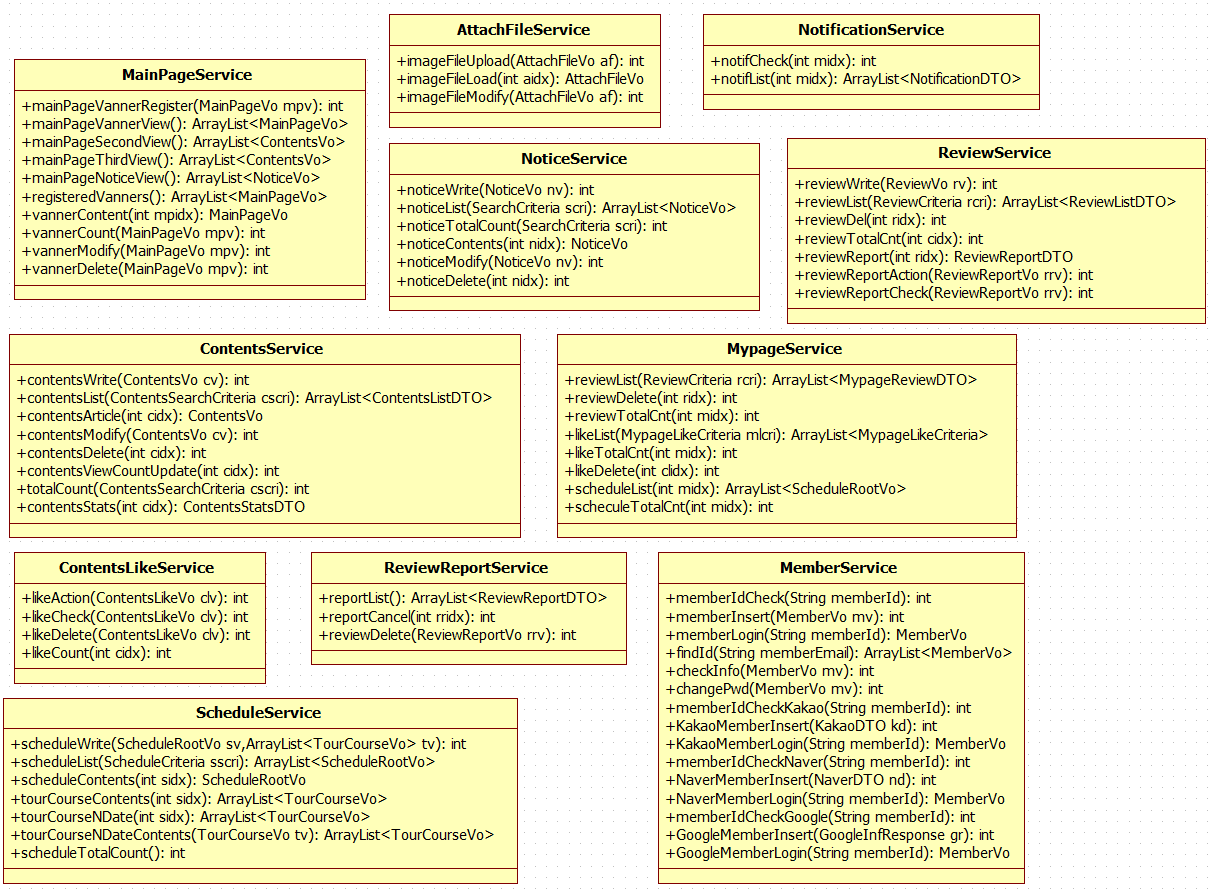 AttachFileService
+imageFileUpload(AttachFileVo af): int
+imageFileLoad(int aidx): AttachFileVo
+imageFileModify(AttachFileVo af): int
NotificationService
+notifCheck(int midx): int
+notifList(int midx): ArrayList<NotificationDTO>
MainPageService
+mainPageVannerRegister(MainPageVo mpv): int
+mainPageVannerView(): ArrayList<MainPageVo>
+mainPageSecondView(): ArrayList<ContentsVo>
+mainPageThirdView(): ArrayList<ContentsVo>
+mainPageNoticeView(): ArrayList<NoticeVo>
+registeredVanners(): ArrayList<MainPageVo>
+vannerContent(int mpidx): MainPageVo
+vannerCount(MainPageVo mpv): int
+vannerModify(MainPageVo mpv): int
+vannerDelete(MainPageVo mpv): int
NoticeService
+noticeWrite(NoticeVo nv): int
+noticeList(SearchCriteria scri): ArrayList<NoticeVo>
+noticeTotalCount(SearchCriteria scri): int
+noticeContents(int nidx): NoticeVo
+noticeModify(NoticeVo nv): int
+noticeDelete(int nidx): int
ReviewService
+reviewWrite(ReviewVo rv): int
+reviewList(ReviewCriteria rcri): ArrayList<ReviewListDTO>
+reviewDel(int ridx): int
+reviewTotalCnt(int cidx): int
+reviewReport(int ridx): ReviewReportDTO
+reviewReportAction(ReviewReportVo rrv): int
+reviewReportCheck(ReviewReportVo rrv): int
ContentsService
+contentsWrite(ContentsVo cv): int
+contentsList(ContentsSearchCriteria cscri): ArrayList<ContentsListDTO>
+contentsArticle(int cidx): ContentsVo
+contentsModify(ContentsVo cv): int
+contentsDelete(int cidx): int
+contentsViewCountUpdate(int cidx): int
+totalCount(ContentsSearchCriteria cscri): int
+contentsStats(int cidx): ContentsStatsDTO
MypageService
+reviewList(ReviewCriteria rcri): ArrayList<MypageReviewDTO>
+reviewDelete(int ridx): int
+reviewTotalCnt(int midx): int
+likeList(MypageLikeCriteria mlcri): ArrayList<MypageLikeCriteria>
+likeTotalCnt(int midx): int
+likeDelete(int clidx): int
+scheduleList(int midx): ArrayList<ScheduleRootVo>
+scheculeTotalCnt(int midx): int
ContentsLikeService
+likeAction(ContentsLikeVo clv): int
+likeCheck(ContentsLikeVo clv): int
+likeDelete(ContentsLikeVo clv): int
+likeCount(int cidx): int
ReviewReportService
+reportList(): ArrayList<ReviewReportDTO>
+reportCancel(int rridx): int
+reviewDelete(ReviewReportVo rrv): int
MemberService
+memberIdCheck(String memberId): int
+memberInsert(MemberVo mv): int
+memberLogin(String memberId): MemberVo
+findId(String memberEmail): ArrayList<MemberVo>
+checkInfo(MemberVo mv): int
+changePwd(MemberVo mv): int
+memberIdCheckKakao(String memberId): int
+KakaoMemberInsert(KakaoDTO kd): int
+KakaoMemberLogin(String memberId): MemberVo
+memberIdCheckNaver(String memberId): int
+NaverMemberInsert(NaverDTO nd): int
+NaverMemberLogin(String memberId): MemberVo
+memberIdCheckGoogle(String memberId): int
+GoogleMemberInsert(GoogleInfResponse gr): int
+GoogleMemberLogin(String memberId): MemberVo
ScheduleService
+scheduleWrite(ScheduleRootVo sv,ArrayList<TourCourseVo> tv): int
+scheduleList(ScheduleCriteria sscri): ArrayList<ScheduleRootVo>
+scheduleContents(int sidx): ScheduleRootVo
+tourCourseContents(int sidx): ArrayList<TourCourseVo>
+tourCourseNDate(int sidx): ArrayList<TourCourseVo>
+tourCourseNDateContents(TourCourseVo tv): ArrayList<TourCourseVo>
+scheduleTotalCount(): int